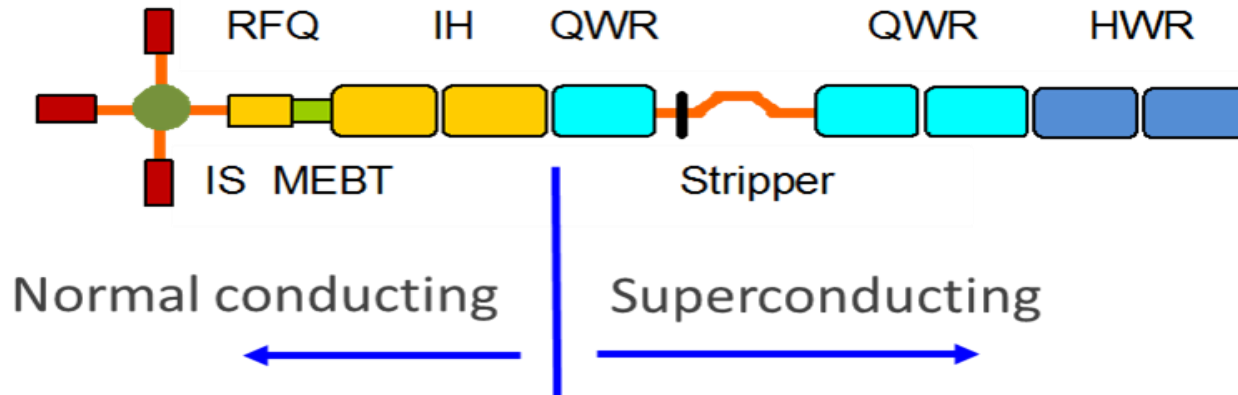 RFQ IH QWR QWR HWR
IS MEBT Stripper
Normal conducting Superconducting